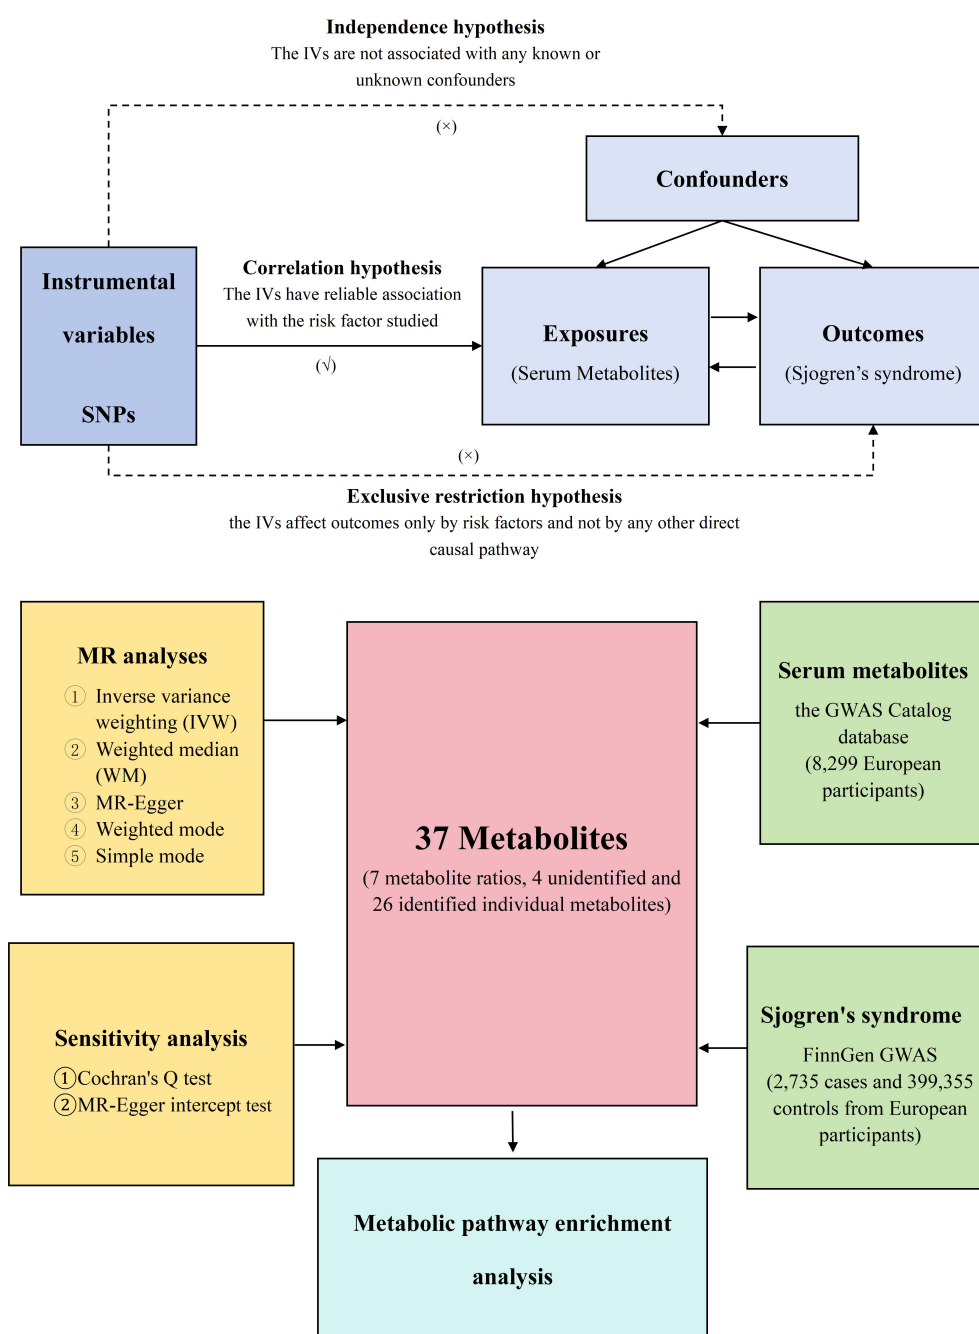 Independence hypothesis
The IVs are not associated with any known or
unknown confounders
(×)
Confounders
Instrumental
variables
SNPs
Correlation hypothesis
The IVs have reliable association
with the risk factor studied
(√)
Exposures
(Serum Metabolites)
Outcomes
(Sjogren’s syndrome)
(×)
Exclusive restriction hypothesis
the IVs affect outcomes only by risk factors and not by any other direct
causal pathway
MR analyses
① Inverse variance
weighting (IVW)
② Weighted median
(WM)
③ MR-Egger
④ Weighted mode
⑤ Simple mode
37 Metabolites
(7 metabolite ratios, 4 unidentified and
26 identified individual metabolites)
Serum metabolites
the GWAS Catalog
database
(8,299 European
participants)
Sensitivity analysis
①Cochran's Q test
②MR-Egger intercept test
Sjogren's syndrome
FinnGen GWAS
(2,735 cases and 399,355
controls from European
participants)
Metabolic pathway enrichment
analysis